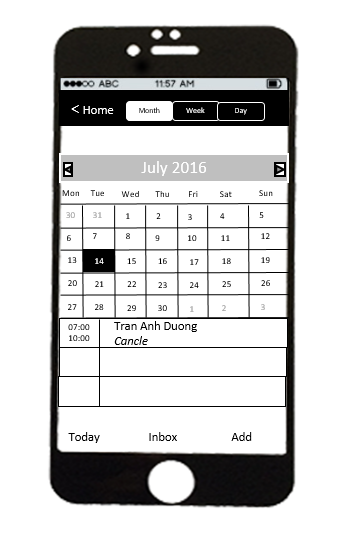 ABC 11:57 AM
< Home Month Week Day
July 2016
Mon Tue Wed Thu Fri Sat Sun
30 31 1 2 3 4 5
6 7 8 9 10 11 12
13 14 15 16 17 18 19
20 21 22 23 24 25 26
27 28 29 30 1 2 3
07:00 Tran Anh Duong
10:00 Cancle
Today Inbox Add